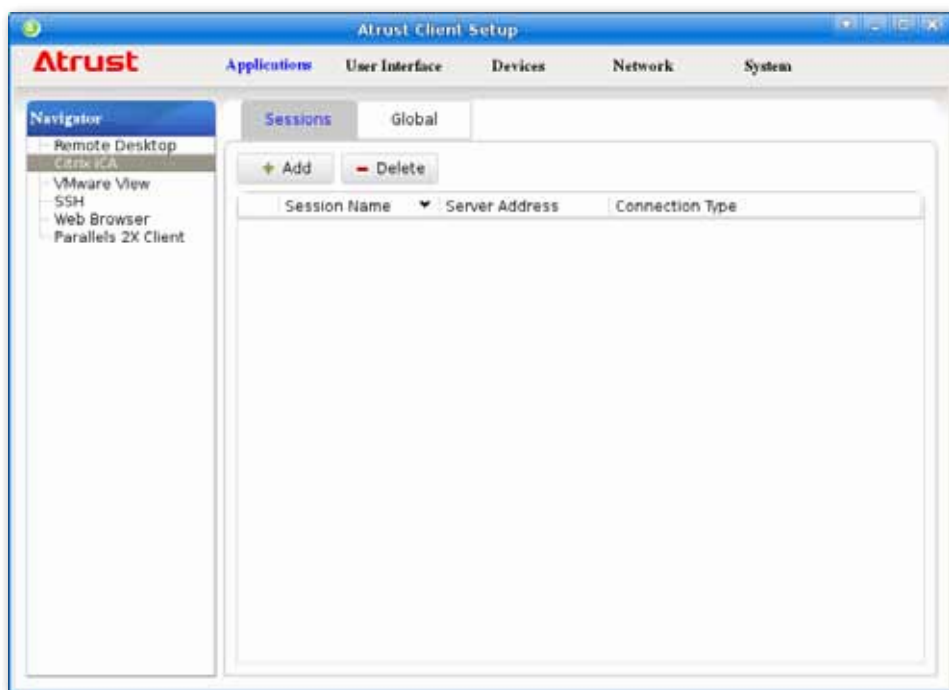 Atrust Client Setup
Atrust
Applications User Interface Devices Network System
Navigator
Remote Desktop
Citrix ICA
VMware View
SSH
Web Browser
Parallels 2X Client
Sessions Global
+ Add - Delete
Session Name Server Address Connection Type